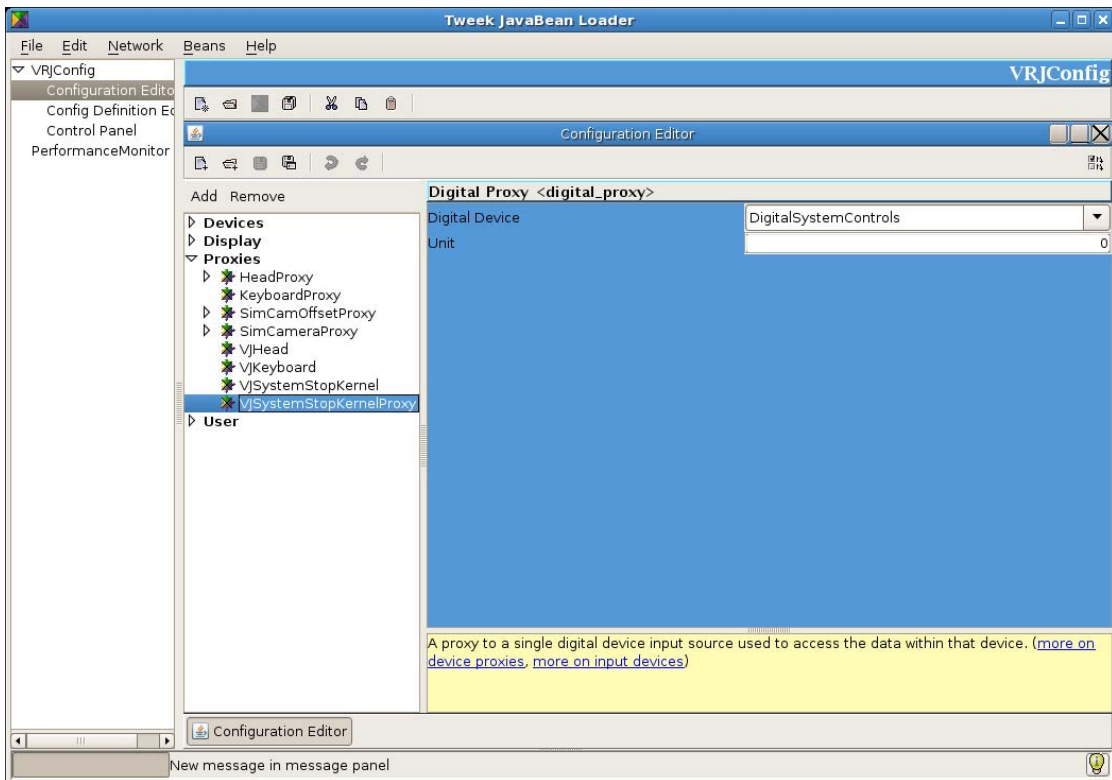 Tweek JavaBean Loader
File Edit Network Beans Help
VRJConfig
Configuration Edito
Config Definition Ec
Control Panel
PerformanceMonitor
VRJConfig
Configuration Editor
Add Remove
Devices
Display
Proxies
HeadProxy
KeyboardProxy
SimCamOffsetProxy
SimCameraProxy
VJHead
VJKeyboard
VJSystemStopKernel
VJSystemStopKernelProxy
User
Digital Proxy <digital_proxy>
Digital Device DigitalSystemControls
Unit 0
A proxy to a single digital device input source used to access the data within that device. (more on
device proxies, more on input devices)
Configuration Editor
New message in message panel